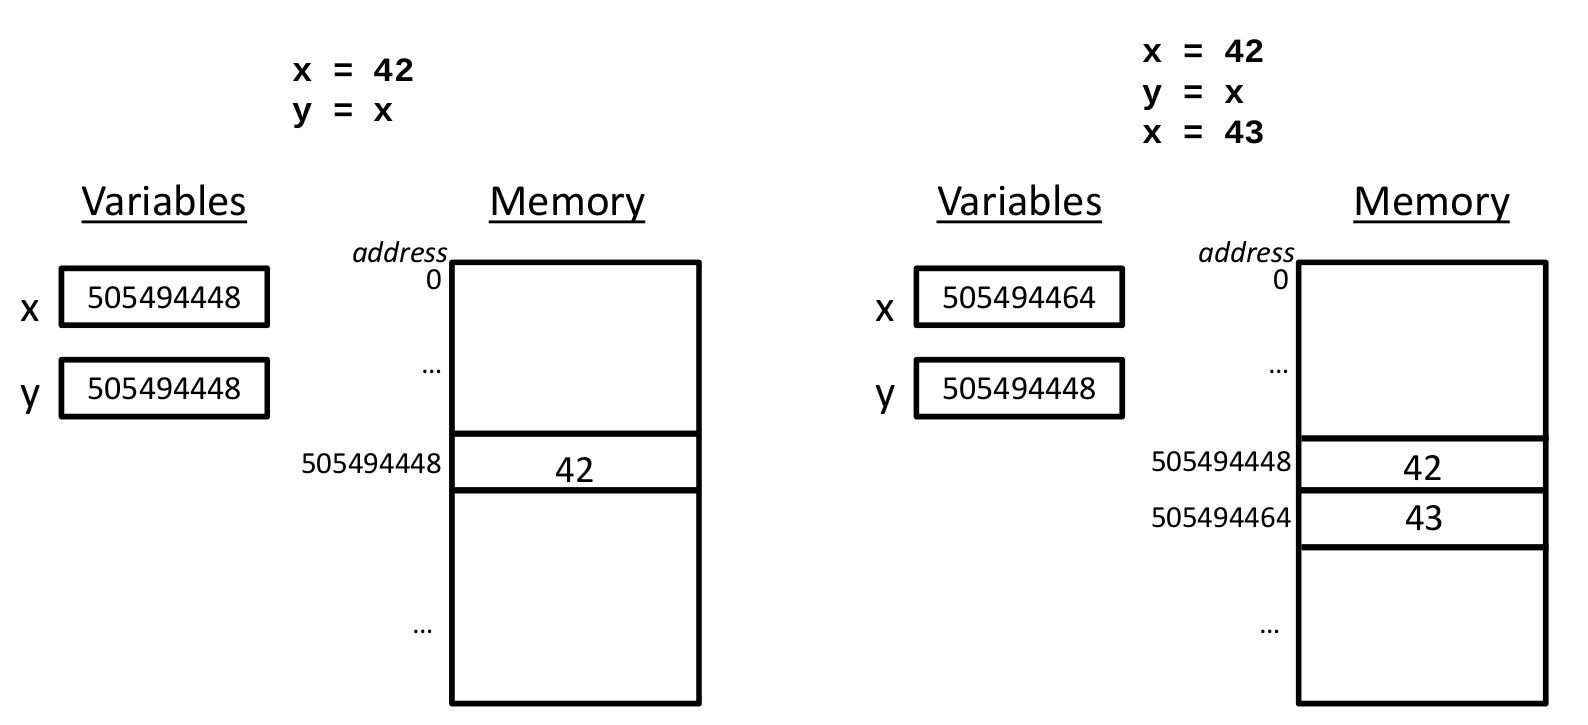 x = 42
y = x
Variables
Memory
address
0
x
505494448
...
y
505494448
505494448
42
...
x = 42
y = x
x = 43
Variables
Memory
address
0
x
505494464
...
y
505494448
505494448
42
505494464
43
...